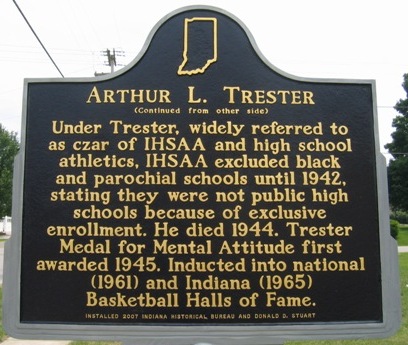 ARTHUR L. TRESTER
(Continued from other side)
Under Trester, widely referred to
as czar of IHSAA and high school
athletics, IHSAA excluded black
and parochial schools until 1942,
stating they were not public high
schools because of exclusive
enrollment. He died 1944. Trester
Medal for Mental Attitude first
awarded 1945. Inducted into national
(1961) and Indiana (1965)
Basketball Halls of Fame.
INSTALLED 2007 INDIANA HISTORICAL BUREAU AND DONALD D. STUART